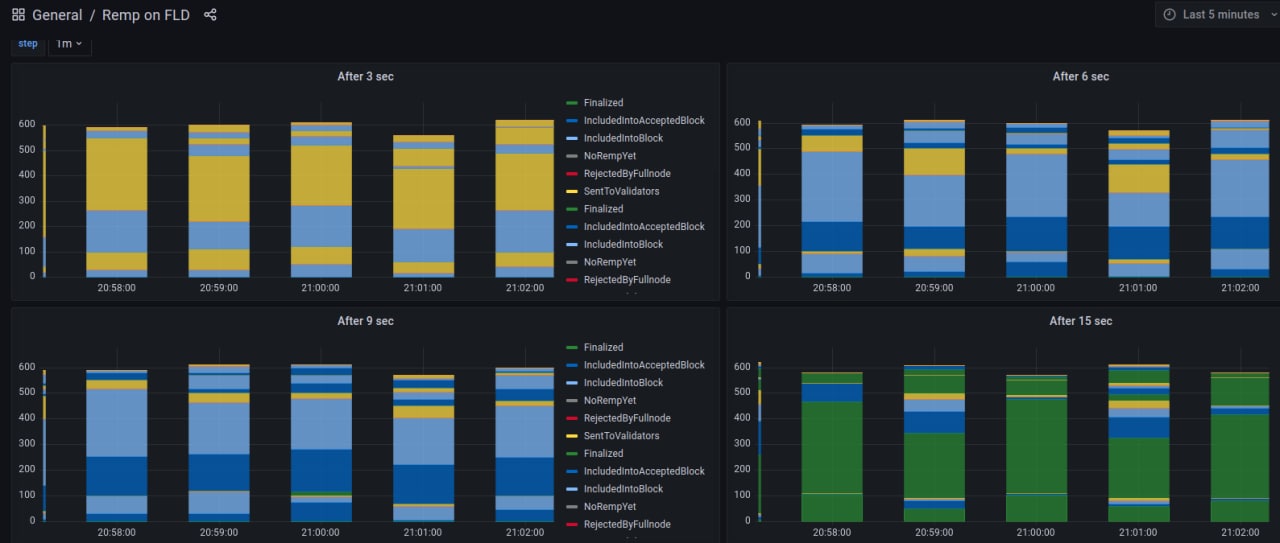 General / Remp on FLD
Last 5 minutes
step 1m
After 3 sec
600
500
400
300
200
100
0
20:58:00 20:59:00 21:00:00 21:01:00 21:02:00
Finalized
IncludedIntoAcceptedBlock
IncludedIntoBlock
NoRempYet
RejectedByFullnode
SentToValidators
Finalized
IncludedIntoAcceptedBlock
IncludedIntoBlock
NoRempYet
RejectedByFullnode
After 6 sec
600
500
400
300
200
100
0
20:58:00 20:59:00 21:00:00 21:01:00 21:02:00
After 9 sec
600
500
400
300
200
100
0
20:58:00 20:59:00 21:00:00 21:01:00 21:02:00
Finalized
IncludedIntoAcceptedBlock
IncludedIntoBlock
NoRempYet
RejectedByFullnode
SentToValidators
Finalized
IncludedIntoAcceptedBlock
IncludedIntoBlock
NoRempYet
RejectedByFullnode
After 15 sec
600
500
400
300
200
100
0
20:58:00 20:59:00 21:00:00 21:01:00 21:02:00